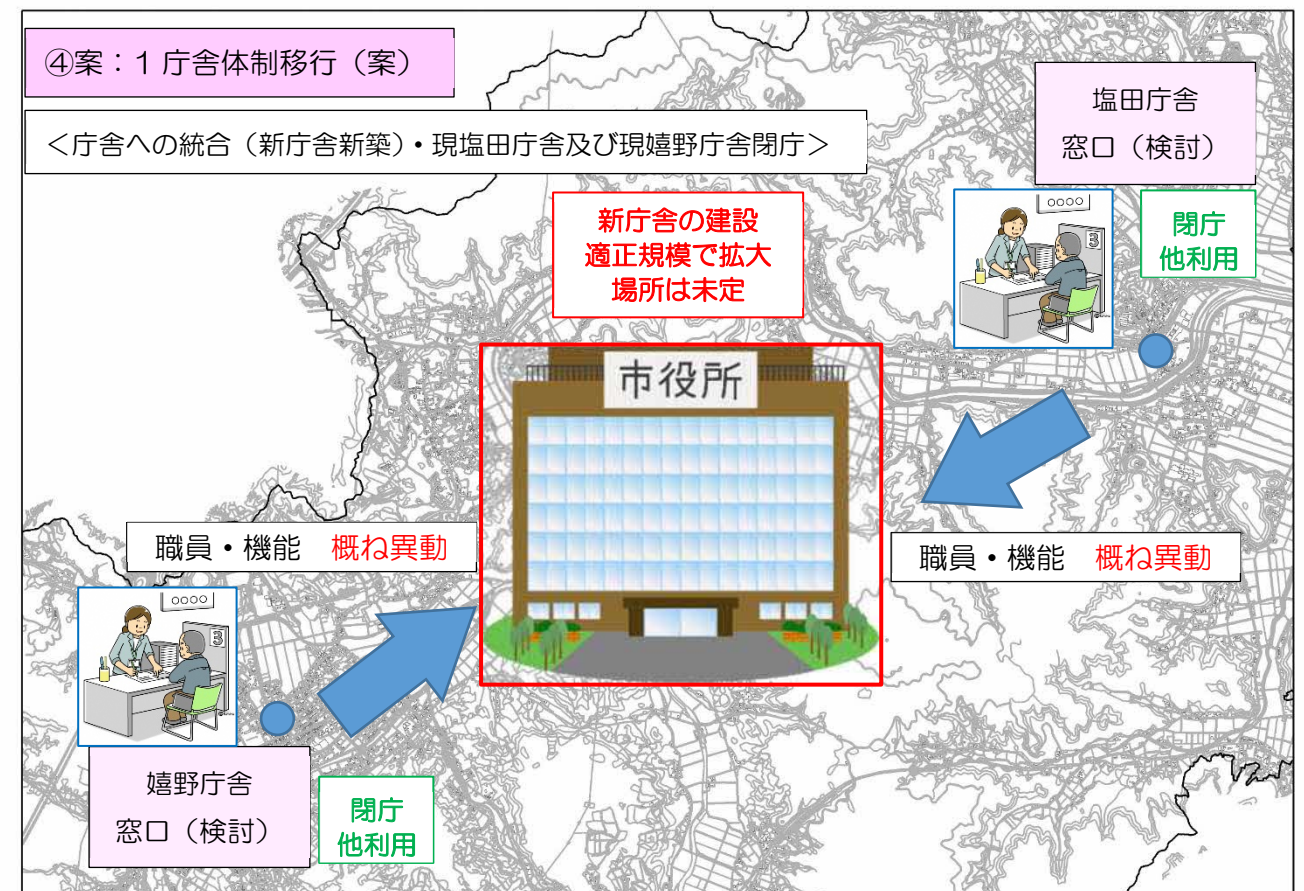 ④案：1庁舎体制移行（案）
＜庁舎への統合（新庁舎新築）・現塩田庁舎及び現嬉野庁舎閉庁＞
塩田庁舎
窓口（検討）
新庁舎の建設
適正規模で拡大
場所は未定
○○○○
3
閉庁
他利用
市役所
職員・機能　概ね異動
職員・機能　概ね異動
○○○○
3
嬉野庁舎
窓口（検討）
閉庁
他利用